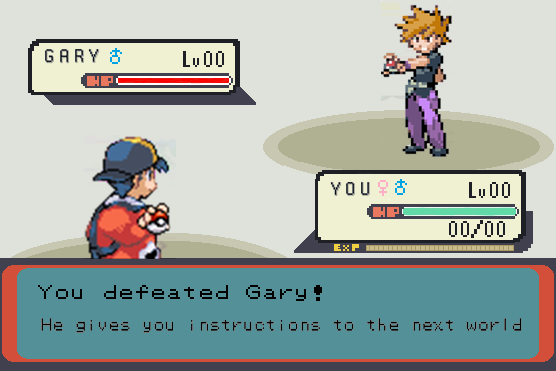 GARY♂ Lv00
HP
YOU♀♂ Lv00
HP
00/00
EXP
You defeated Gary!
He gives you instructions to the next world